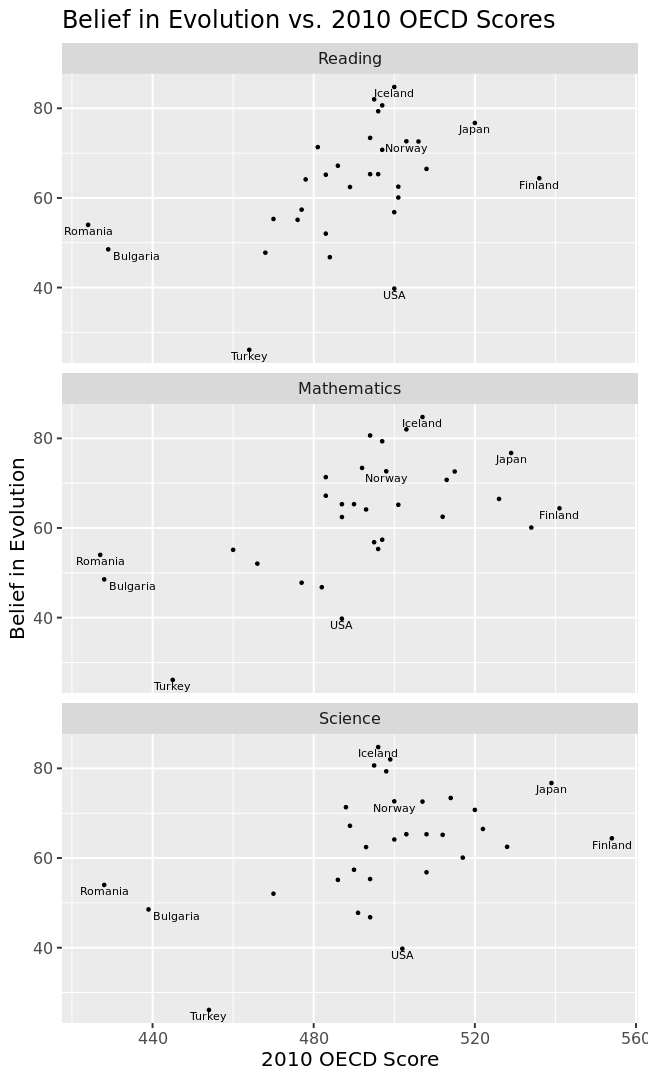 Belief in Evolution vs. 2010 OECD Scores
Reading
80
60
40
Iceland
Japan
Norway
Finland
Romania
Bulgaria
USA
Turkey
Mathematics
80
60
40
Iceland
Japan
Norway
Finland
Romania
Bulgaria
USA
Turkey
Belief in Evolution
Science
80
60
40
Iceland
Japan
Norway
Finland
Romania
Bulgaria
USA
Turkey
440 480 520 560
2010 OECD Score